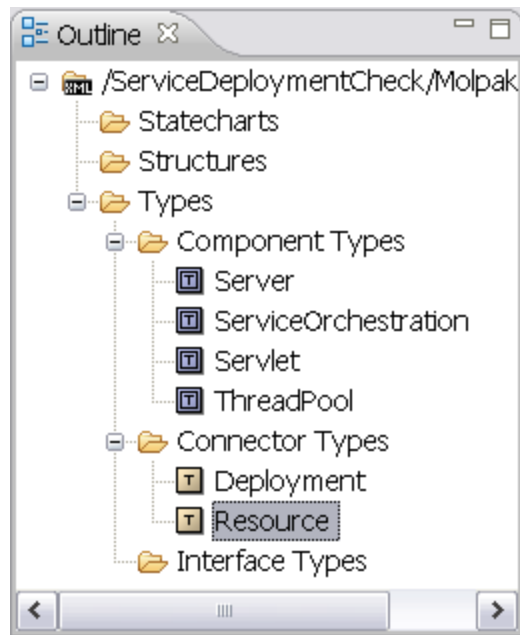 Outline
/ServiceDeploymentCheck/Molpak
Statecharts
Structures
Types
Component Types
T Server
T ServiceOrchestration
T Servlet
T ThreadPool
Connector Types
T Deployment
T Resource
Interface Types